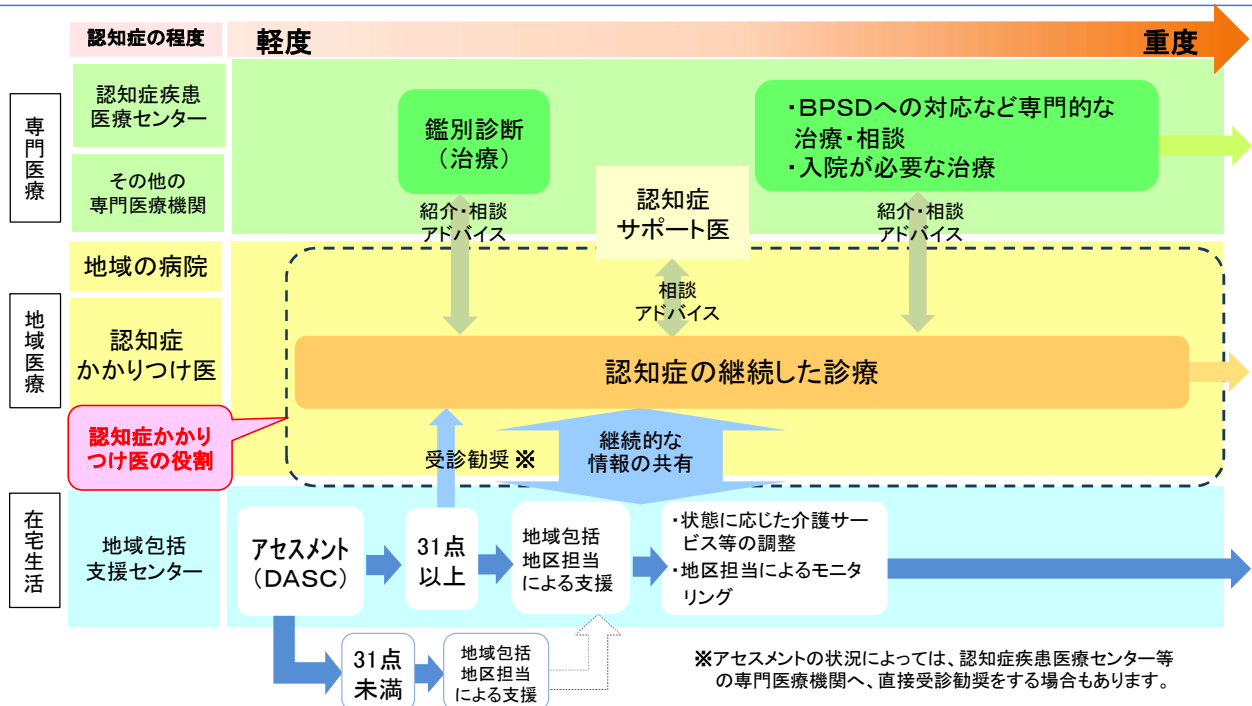 認知症の程度
軽度
重度
専門医療
認知症疾患
医療センター
その他の
専門医療機関
鑑別診断
(治療)
・BPSDへの対応など専門的な
治療・相談
・入院が必要な治療
紹介・相談
アドバイス
認知症
サポート医
紹介・相談
アドバイス
地域医療
地域の病院
認知症
かかりつけ医
相談
アドバイス
認知症の継続した診療
認知症かかり
つけ医の役割
受診勧奨 ※
継続的な
情報の共有
在宅生活
地域包括
支援センター
アセスメント
(DASC)
31点
以上
地域包括
地区担当
による支援
・状態に応じた介護サー
ビス等の調整
・地区担当によるモニタ
リング
31点
未満
地域包括
地区担当
による支援
※アセスメントの状況によっては、認知症疾患医療センター等
の専門医療機関へ、直接受診勧奨をする場合もあります。